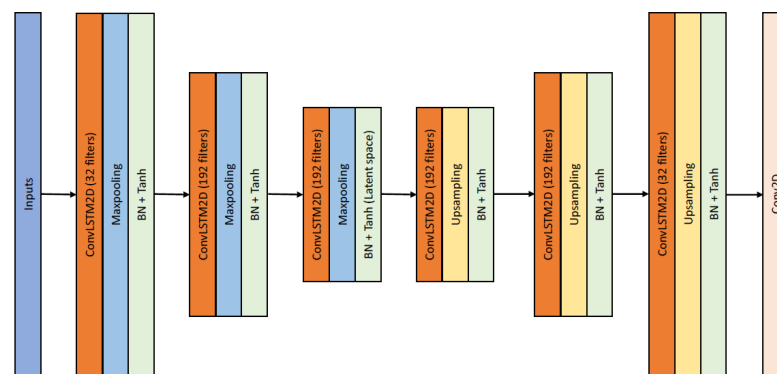 Inputs
ConvLSTM2D (32 filters)
Maxpooling
BN + Tanh
ConvLSTM2D (192 filters)
Maxpooling
BN + Tanh
ConvLSTM2D (192 filters)
Maxpooling
BN + Tanh (Latent space)
ConvLSTM2D (192 filters)
Upsampling
BN + Tanh
ConvLSTM2D (192 filters)
Upsampling
BN + Tanh
ConvLSTM2D (32 filters)
Upsampling
BN + Tanh
Conv2D